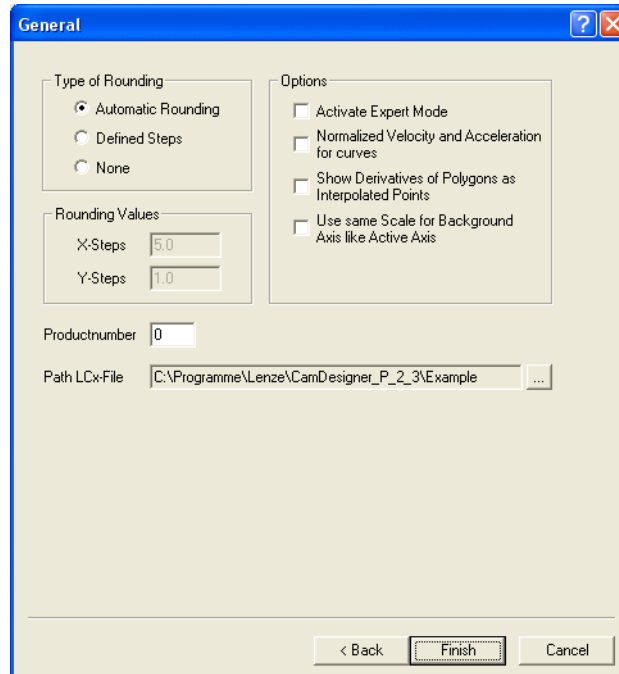 General
Type of Rounding
Automatic Rounding
Defined Steps
None
Rounding Values
X-Steps 5.0
Y-Steps 1.0
Options
Activate Expert Mode
Normalized Velocity and Acceleration
for curves
Show Derivatives of Polygons as
Interpolated Points
Use same Scale for Background
Axis like Active Axis
Productnumber 0
Path LCx-File C:\Programme\Lenze\CamDesigner_P_2_3\Example ...
< Back Finish Cancel